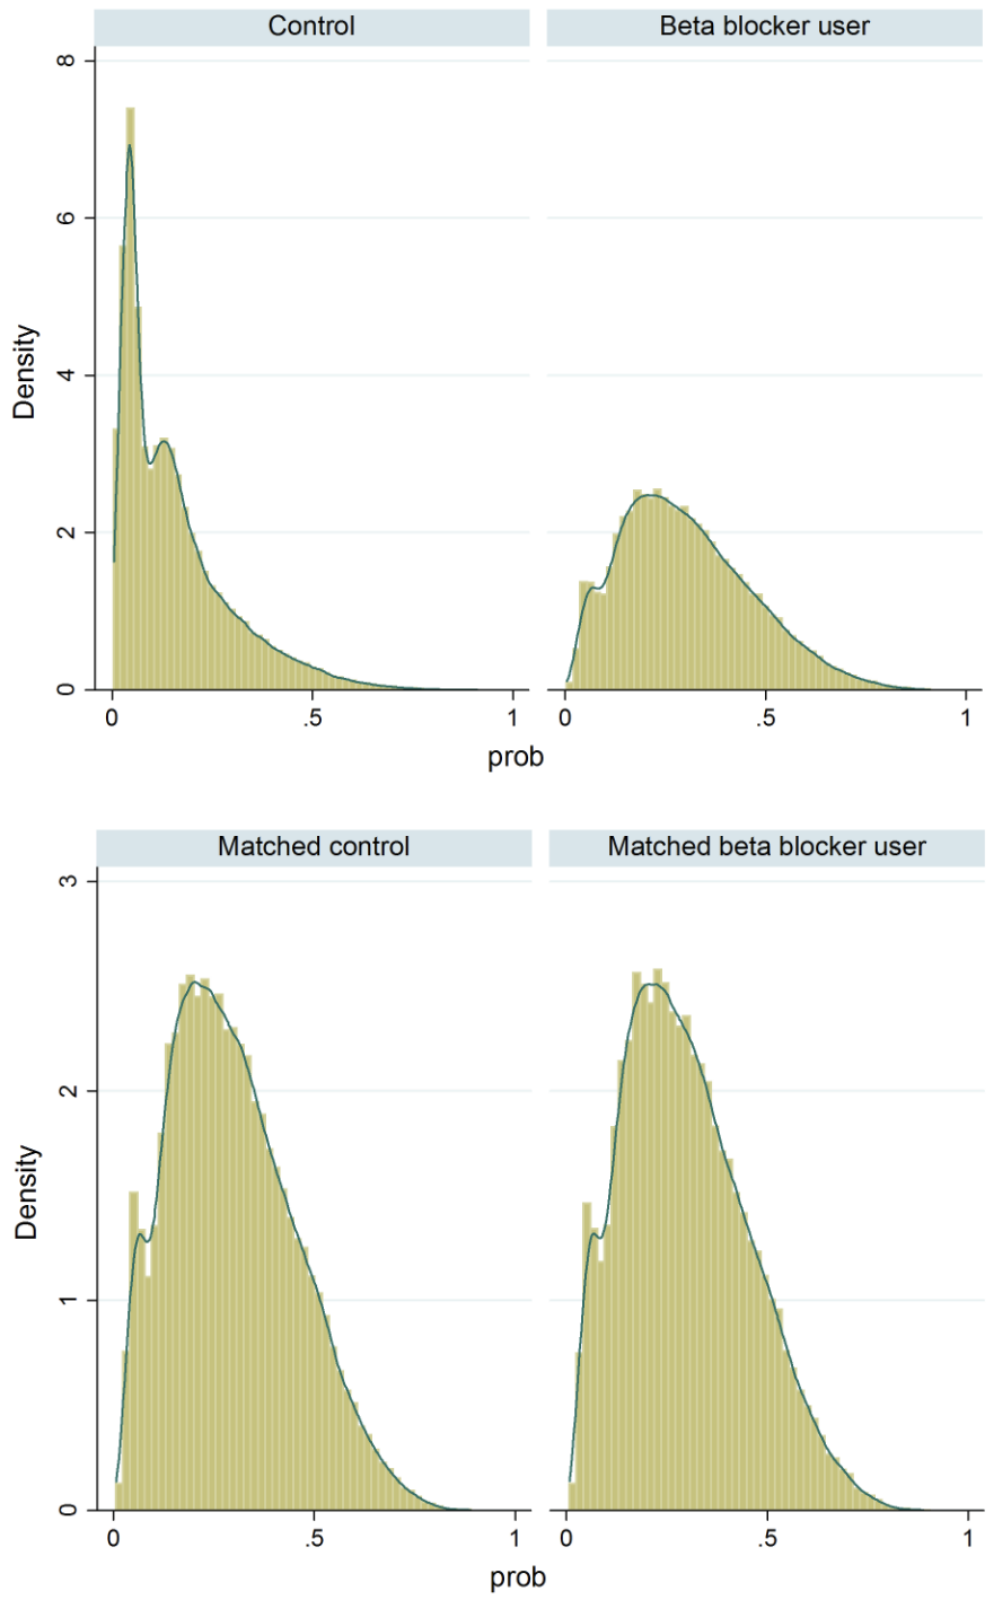 Control
Beta blocker user
Density
8
6
4
2
0
0 .5 1
0 .5 1
prob
Matched control
Matched beta blocker user
Density
3
2
1
0
0 .5 1
0 .5 1
prob